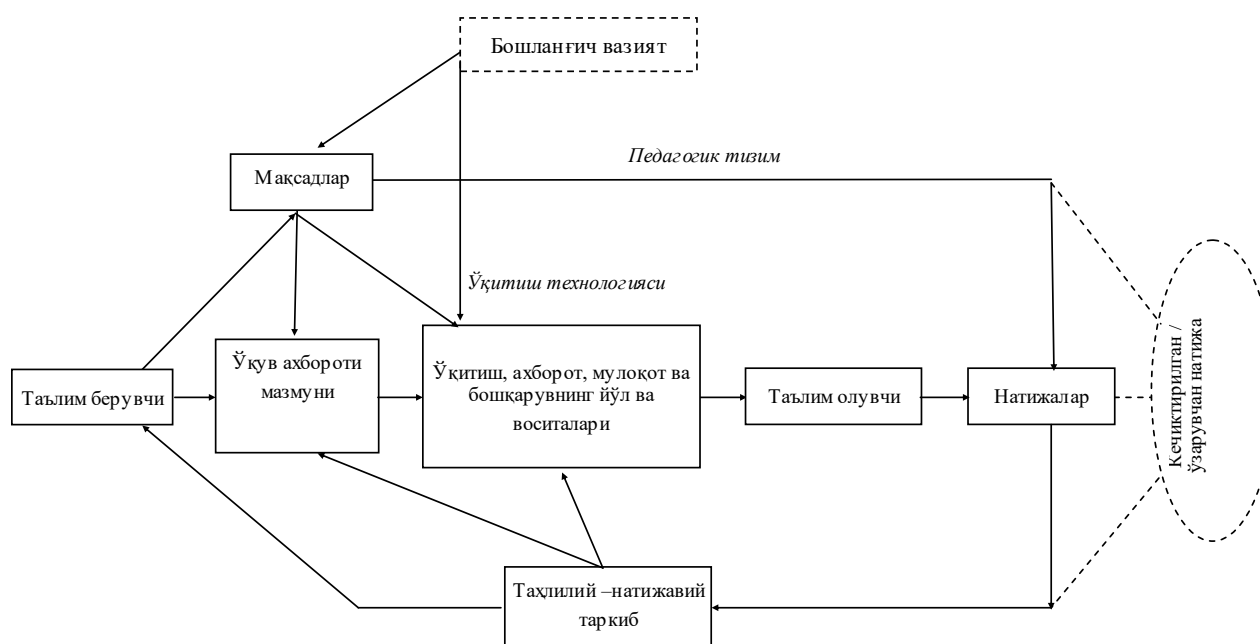 Бошланғич вазият
Педагогик тизим
Мақсадлар
Ўқитиш технологияси
Ўқув ахбороти
мазмуни
Ўқитиш, ахборот, мулоқот ва
бошқарувнинг йўл ва
воситалари
Таълим берувчи
Таълим олувчи
Натижалар
Кечиктирилган /
ўзарувчан натижа
Таҳлилий –натижавий
таркиб